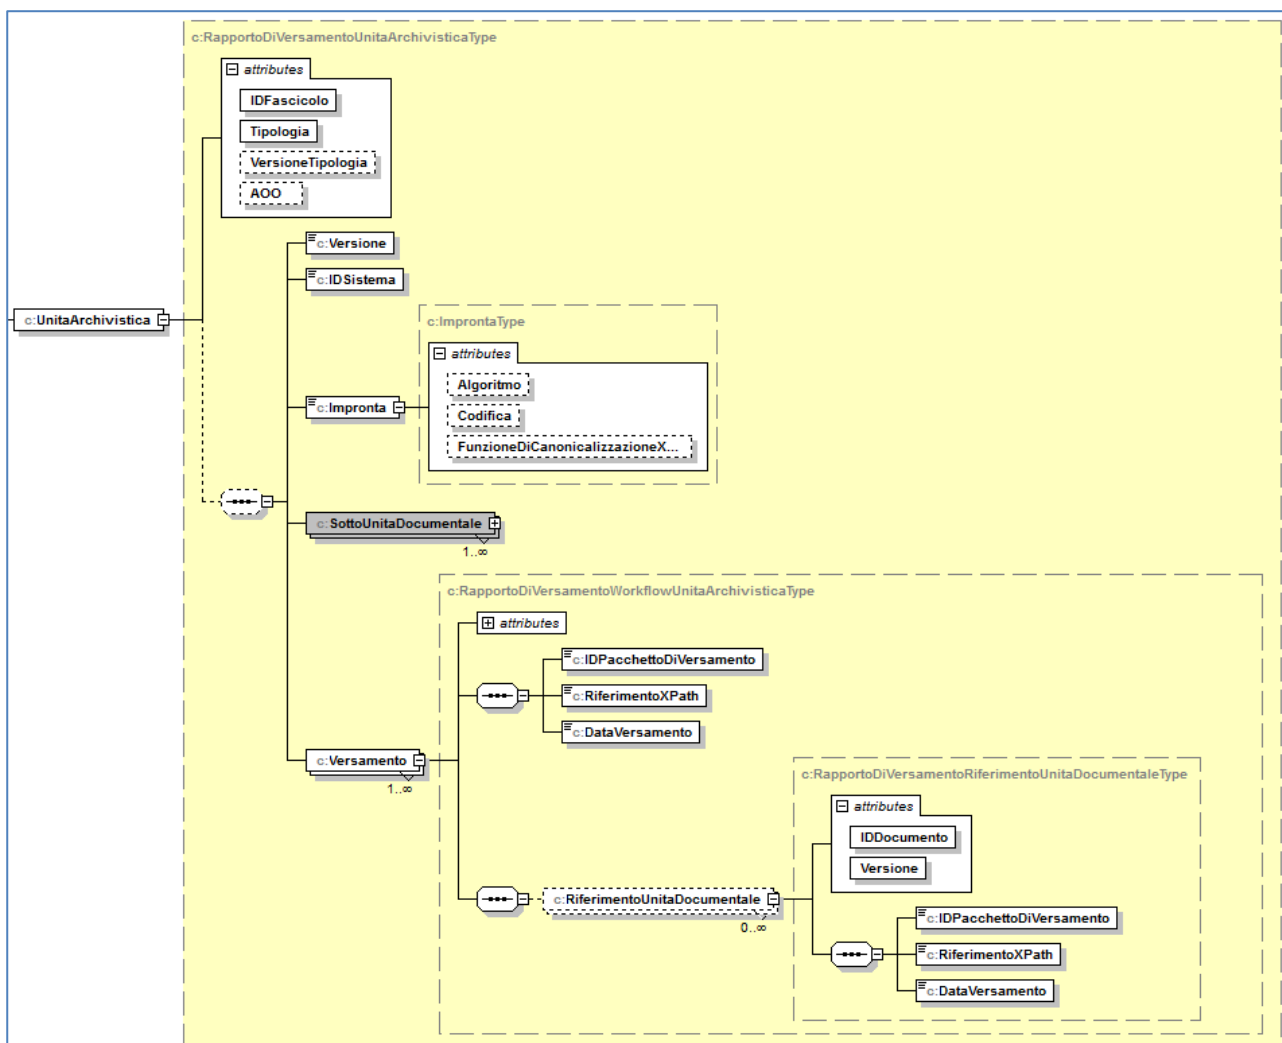 c:RapportoDiVersamentoUnitaArchivisticaType
attributes
IDFascicolo
Tipologia
VersioneTipologia
AOO
c:Versione
c:IDSistema
c:UnitaArchivistica
c:ImprontaType
attributes
Algoritmo
c:Impronta
Codifica
FunzioneDiCanonicalizzazioneX...
c:SottoUnitaDocumentale
1..∞
c:RapportoDiVersamentoWorkflowUnitaArchivisticaType
attributes
c:IDPacchettoDiVersamento
c:RiferimentoXPath
c:DataVersamento
c:Versamento
1..∞
c:RapportoDiVersamentoRiferimentoUnitaDocumentaleType
attributes
IDDocumento
Versione
c:RiferimentoUnitaDocumentale
0..∞
c:IDPacchettoDiVersamento
c:RiferimentoXPath
c:DataVersamento